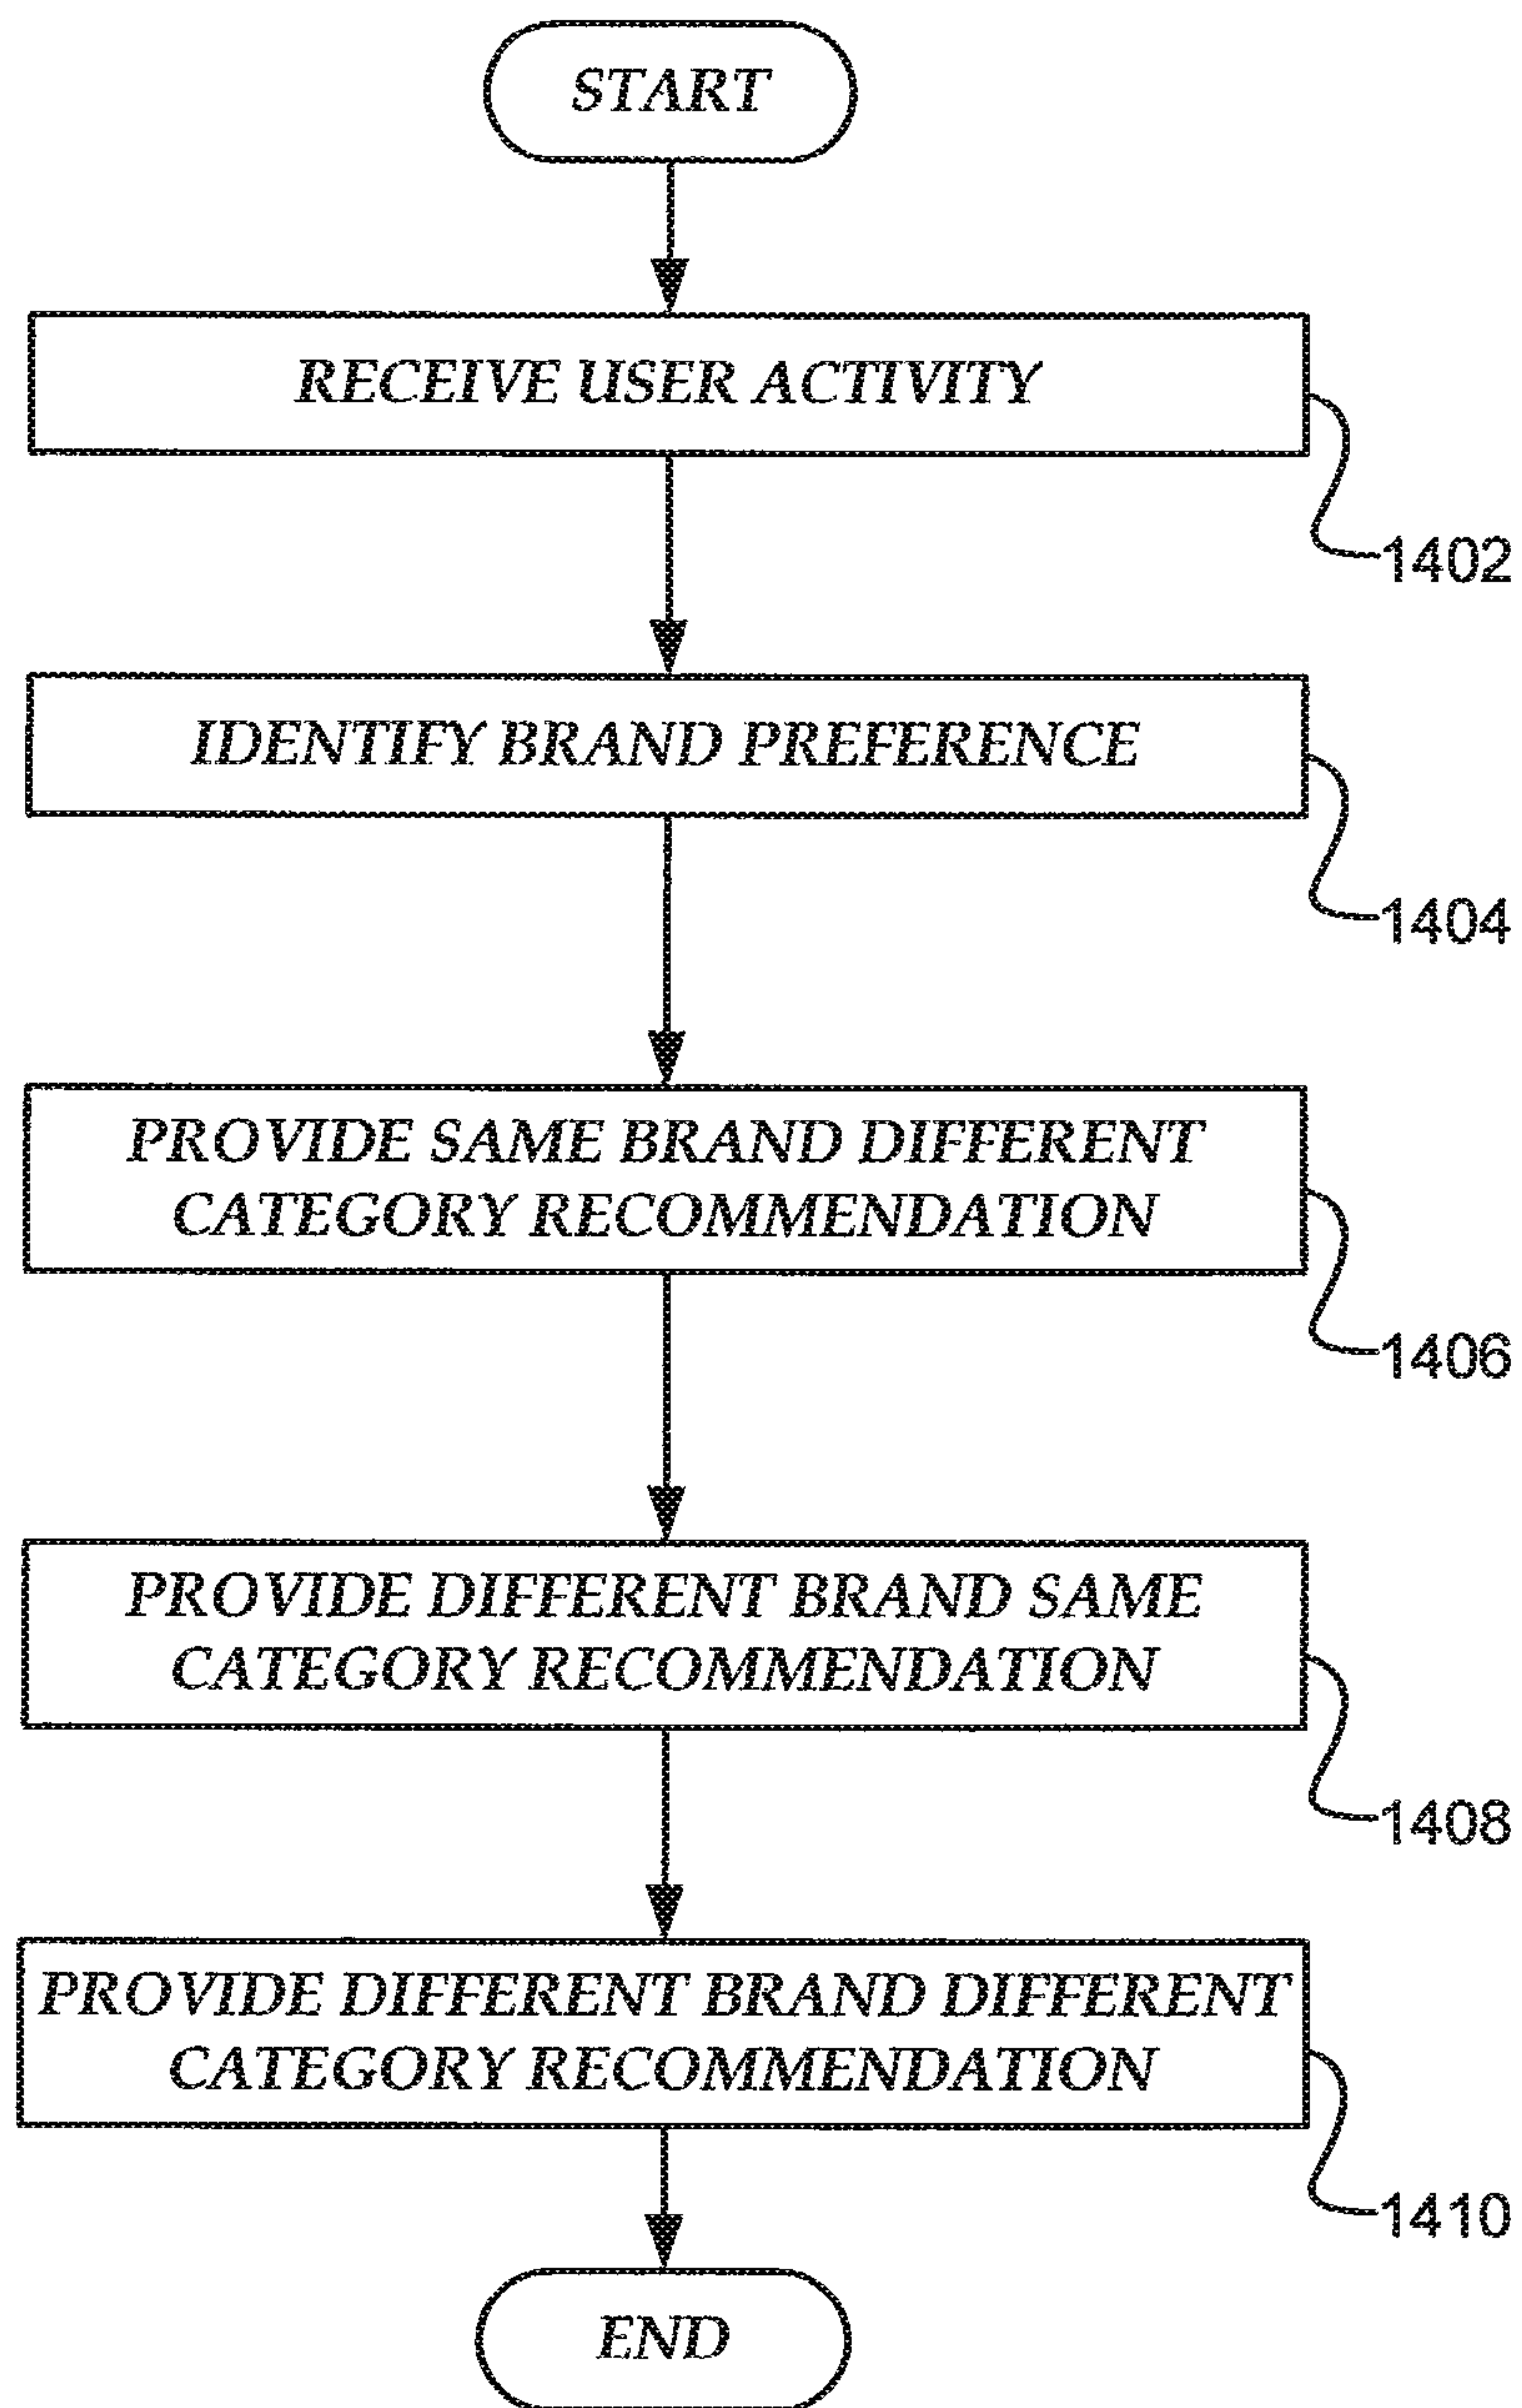 START
RECEIVE USER ACTIVITY
1402
IDENTIFY BRAND PREFERENCE
1404
PROVIDE SAME BRAND DIFFERENT
CATEGORY RECOMMENDATION
1406
PROVIDE DIFFERENT BRAND SAME
CATEGORY RECOMMENDATION
1408
PROVIDE DIFFERENT BRAND DIFFERENT
CATEGORY RECOMMENDATION
1410
END